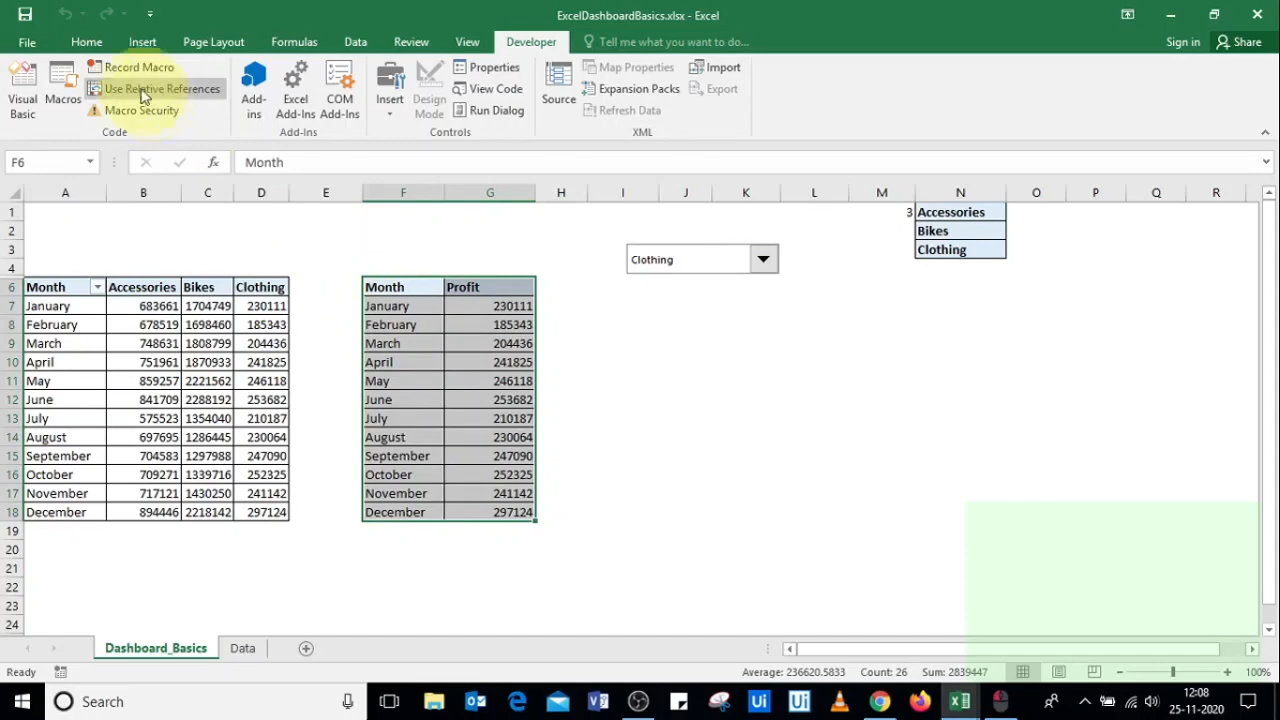 ExcelDashboardBasics.xlsx - Excel
File Home Insert Page Layout Formulas Data Review View Developer Tell me what you want to do... Sign in Share
Visual Basic
Macros
Record Macro
Use Relative References
Macro Security
Code
Add-ins
Excel Add-Ins
COM Add-Ins
Add-Ins
Insert
Design Mode
Properties
View Code
Run Dialog
Controls
Source
Map Properties
Expansion Packs
Refresh Data
Import
Export
XML
F6 fx Month
A B C D E F G H I J K L M N O P Q R
1 3 Accessories
2 Bikes
3 Clothing
4 Clothing
6 Month Accessories Bikes Clothing Month Profit
7 January 683661 1704749 230111 January 230111
8 February 678519 1698460 185343 February 185343
9 March 748631 1808799 204436 March 204436
10 April 751961 1870933 241825 April 241825
11 May 859257 2221562 246118 May 246118
12 June 841709 2288192 253682 June 253682
13 July 575523 1354040 210187 July 210187
14 August 697695 1286445 230064 August 230064
15 September 704583 1297988 247090 September 247090
16 October 709271 1339716 252325 October 252325
17 November 717121 1430250 241142 November 241142
18 December 894446 2218142 297124 December 297124
19
20
21
22
23
24
Dashboard_Basics Data
Ready Average: 236620.5833 Count: 26 Sum: 2839447 100%
Search
Ui Ui
12:08
25-11-2020